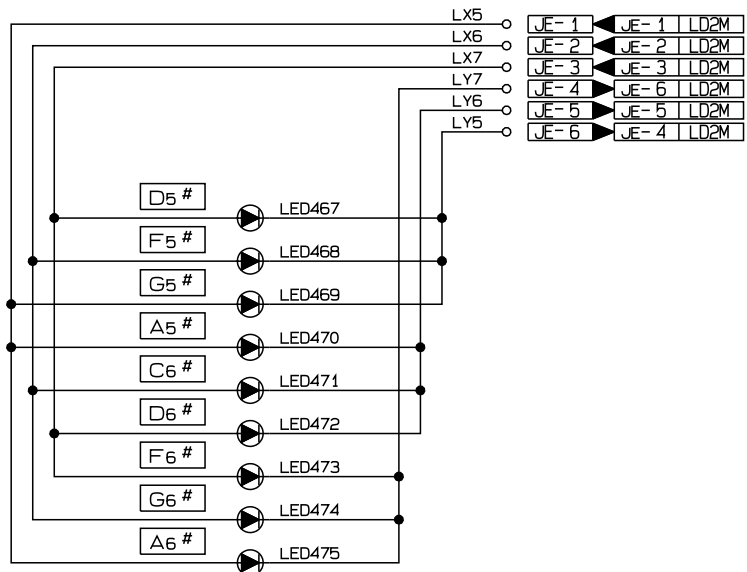 LX5 JE-1 JE-1 LD2M
LX6 JE-2 JE-2 LD2M
LX7 JE-3 JE-3 LD2M
LY7 JE-4 JE-6 LD2M
LY6 JE-5 JE-5 LD2M
LY5 JE-6 JE-4 LD2M
D5 # LED467
F5 # LED468
G5 # LED469
A5 # LED470
C6 # LED471
D6 # LED472
F6 # LED473
G6 # LED474
A6 # LED475